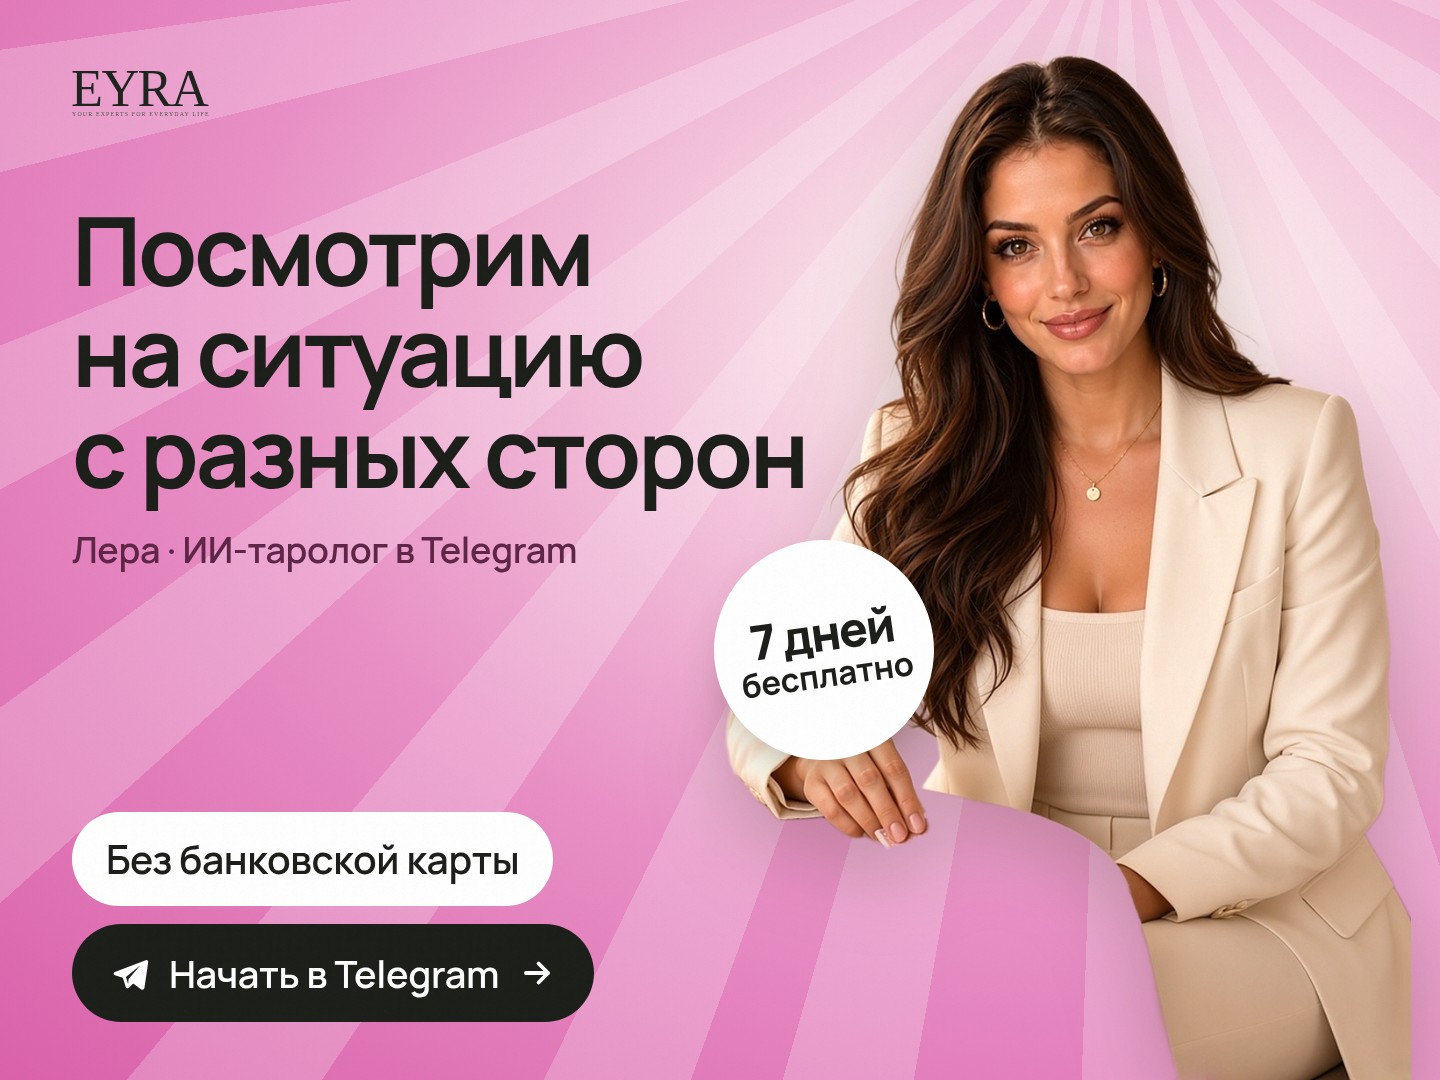 EYRA
YOUR EXPERTS FOR EVERYDAY LIFE
Посмотрим
на ситуацию
с разных сторон
Лера · ИИ-таролог в Telegram
7 дней
бесплатно
Без банковской карты
Начать в Telegram →